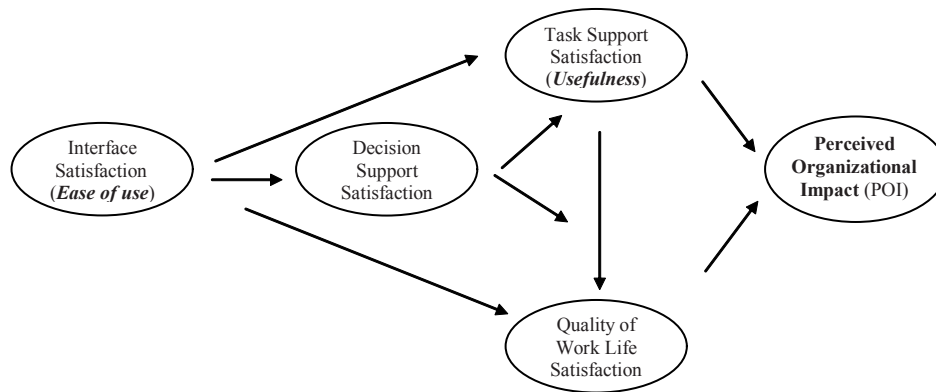 Task Support
Satisfaction
(Usefulness)
Interface
Satisfaction
(Ease of use)
Decision
Support
Satisfaction
Perceived
Organizational
Impact (POI)
Quality of
Work Life
Satisfaction